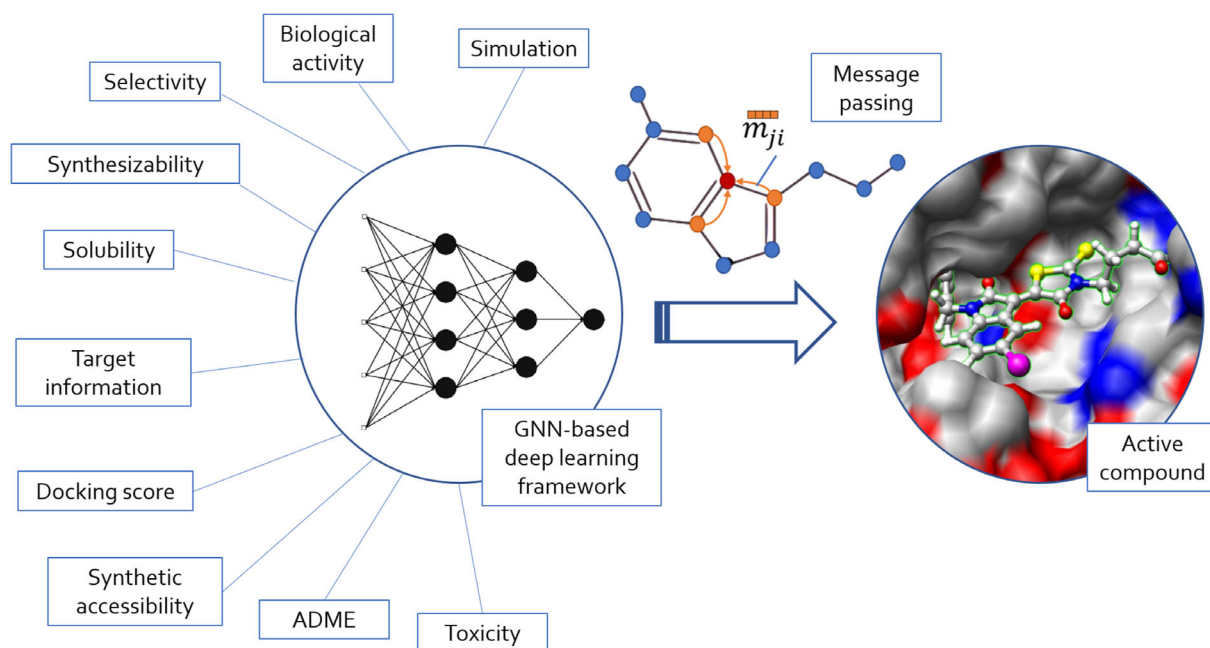 Biological
activity
Simulation
Selectivity
Synthesizability
Solubility
Target
information
Docking score
Synthetic
accessibility
ADME
Toxicity
GNN-based
deep learning
framework
m_{ji}
Message
passing
Active
compound